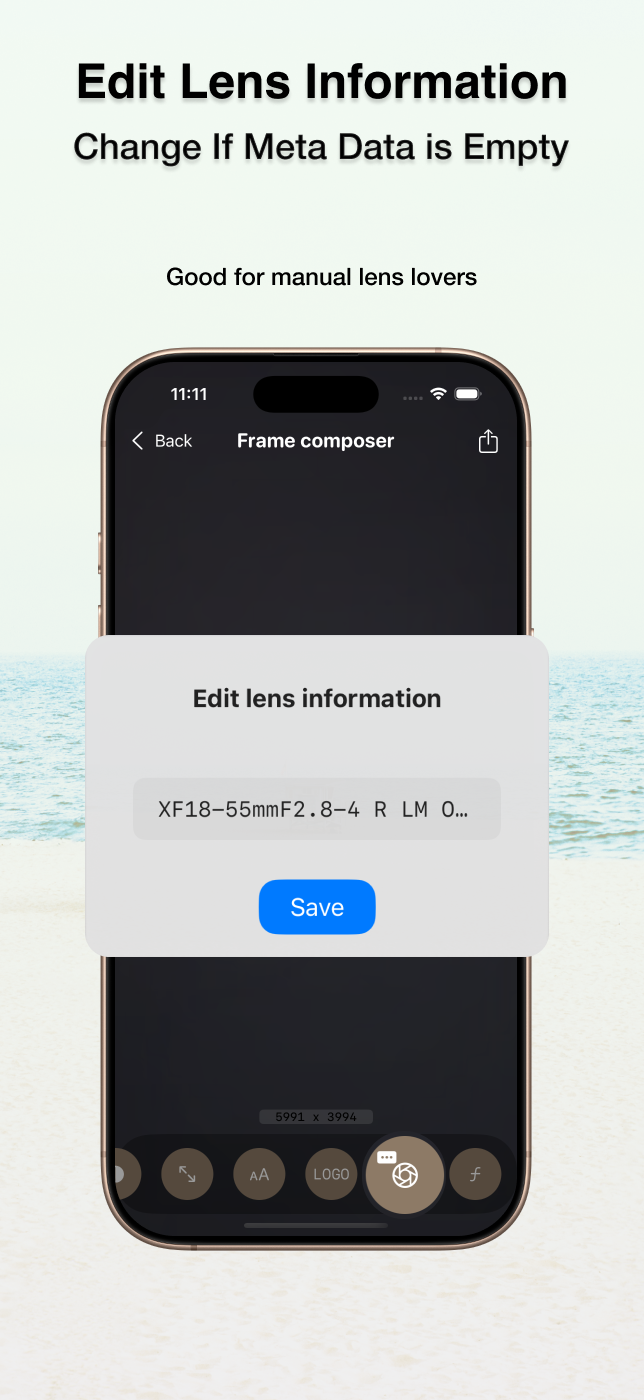 Edit Lens Information
Change If Meta Data is Empty
Good for manual lens lovers
11:11
Back
Frame composer
Edit lens information
XF18-55mmF2.8-4 R LM O…
Save
5991 x 3994
AA
LOGO
f